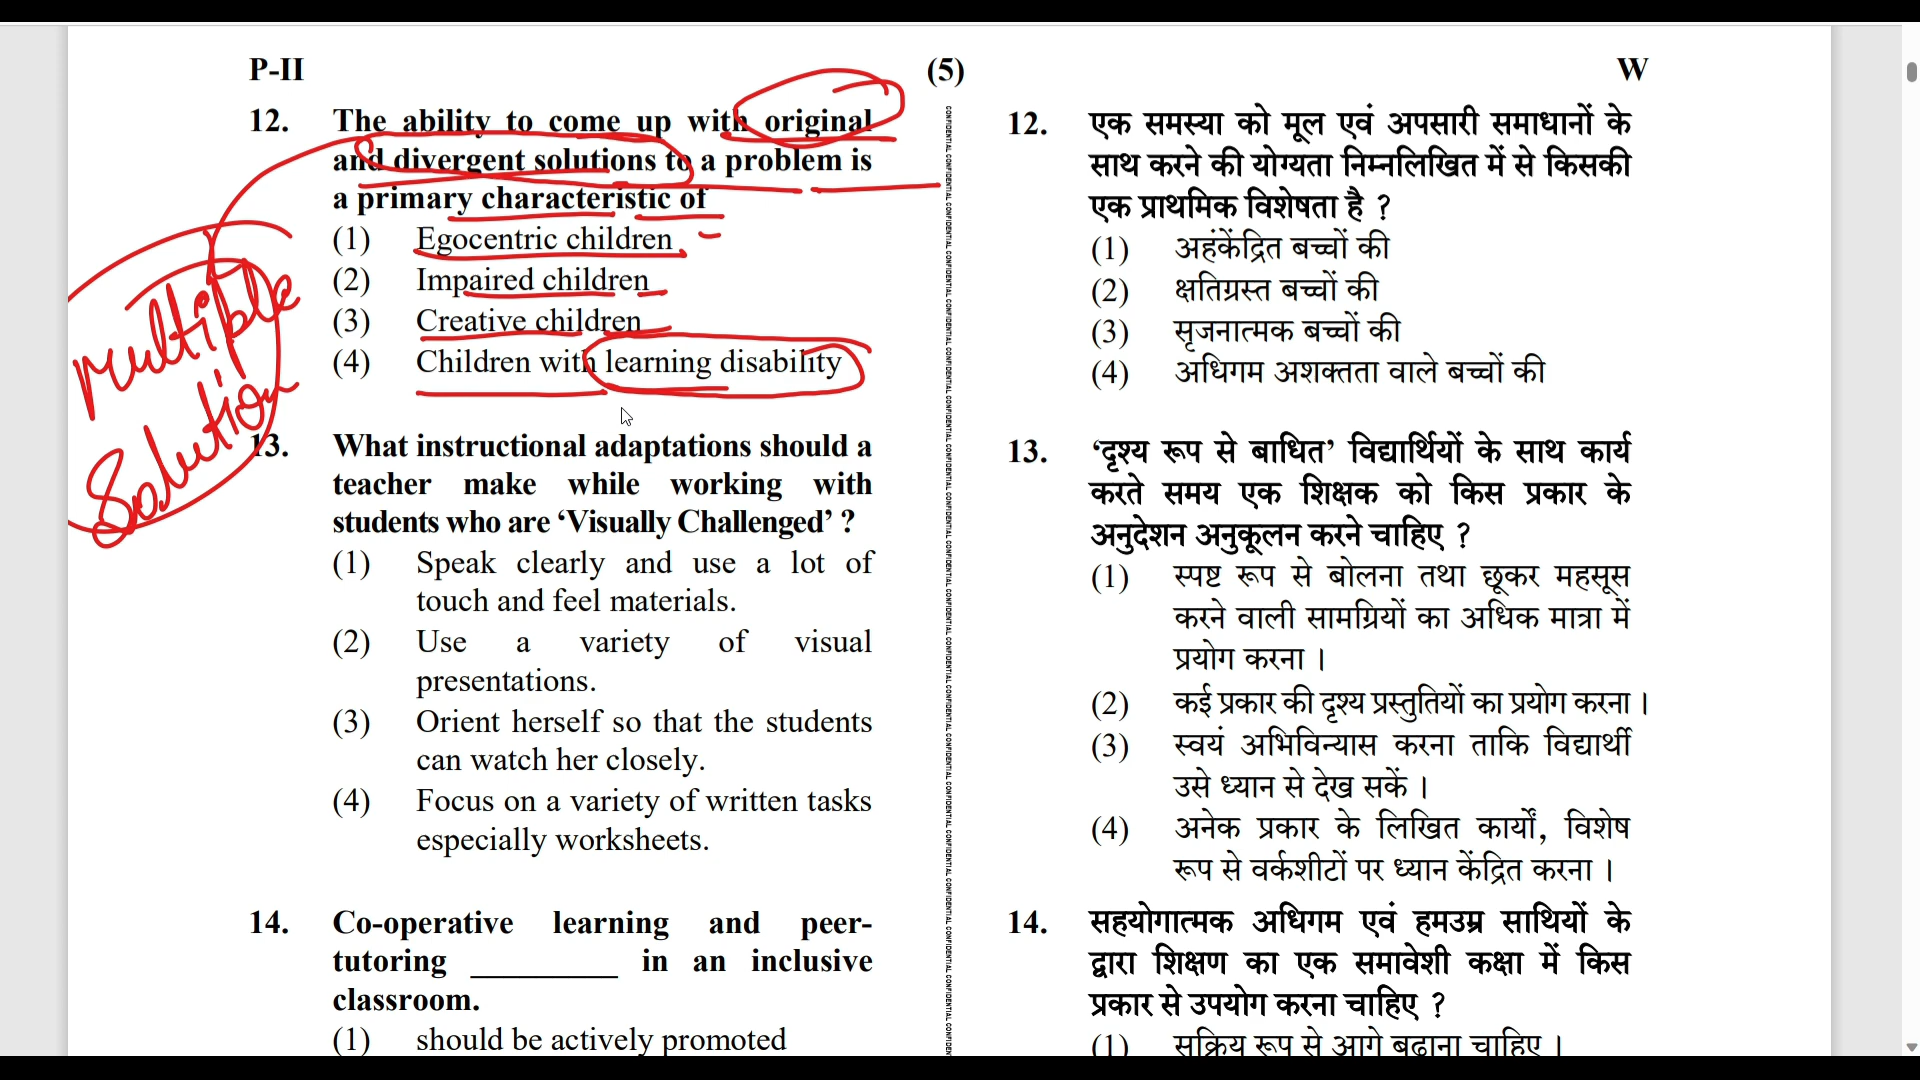 P-II
(5)
W
12. The ability to come up with original
and divergent solutions to a problem is
a primary characteristic of
(1) Egocentric children
(2) Impaired children
(3) Creative children
(4) Children with learning disability
Multiple
Solution
13. What instructional adaptations should a
teacher make while working with
students who are ‘Visually Challenged’ ?
(1) Speak clearly and use a lot of
touch and feel materials.
(2) Use a variety of visual
presentations.
(3) Orient herself so that the students
can watch her closely.
(4) Focus on a variety of written tasks
especially worksheets.
14. Co-operative learning and peer-
tutoring _________ in an inclusive
classroom.
(1) should be actively promoted
CONFIDENTIAL CONFIDENTIAL CONFIDENTIAL CONFIDENTIAL CONFIDENTIAL CONFIDENTIAL
12. एक समस्या को मूल एवं अपसारी समाधानों के
साथ करने की योग्यता निम्नलिखित में से किसकी
एक प्राथमिक विशेषता है ?
(1) अहंकेंद्रित बच्चों की
(2) क्षतिग्रस्त बच्चों की
(3) सृजनात्मक बच्चों की
(4) अधिगम अशक्तता वाले बच्चों की
13. ‘दृश्य रूप से बाधित’ विद्यार्थियों के साथ कार्य
करते समय एक शिक्षक को किस प्रकार के
अनुदेशन अनुकूलन करने चाहिए ?
(1) स्पष्ट रूप से बोलना तथा छूकर महसूस
करने वाली सामग्रियों का अधिक मात्रा में
प्रयोग करना ।
(2) कई प्रकार की दृश्य प्रस्तुतियों का प्रयोग करना ।
(3) स्वयं अभिविन्यास करना ताकि विद्यार्थी
उसे ध्यान से देख सकें ।
(4) अनेक प्रकार के लिखित कार्यों, विशेष
रूप से वर्कशीटों पर ध्यान केंद्रित करना ।
14. सहयोगात्मक अधिगम एवं हमउम्र साथियों के
द्वारा शिक्षण का एक समावेशी कक्षा में किस
प्रकार से उपयोग करना चाहिए ?
(1) सक्रिय रूप से आगे बढ़ाना चाहिए ।